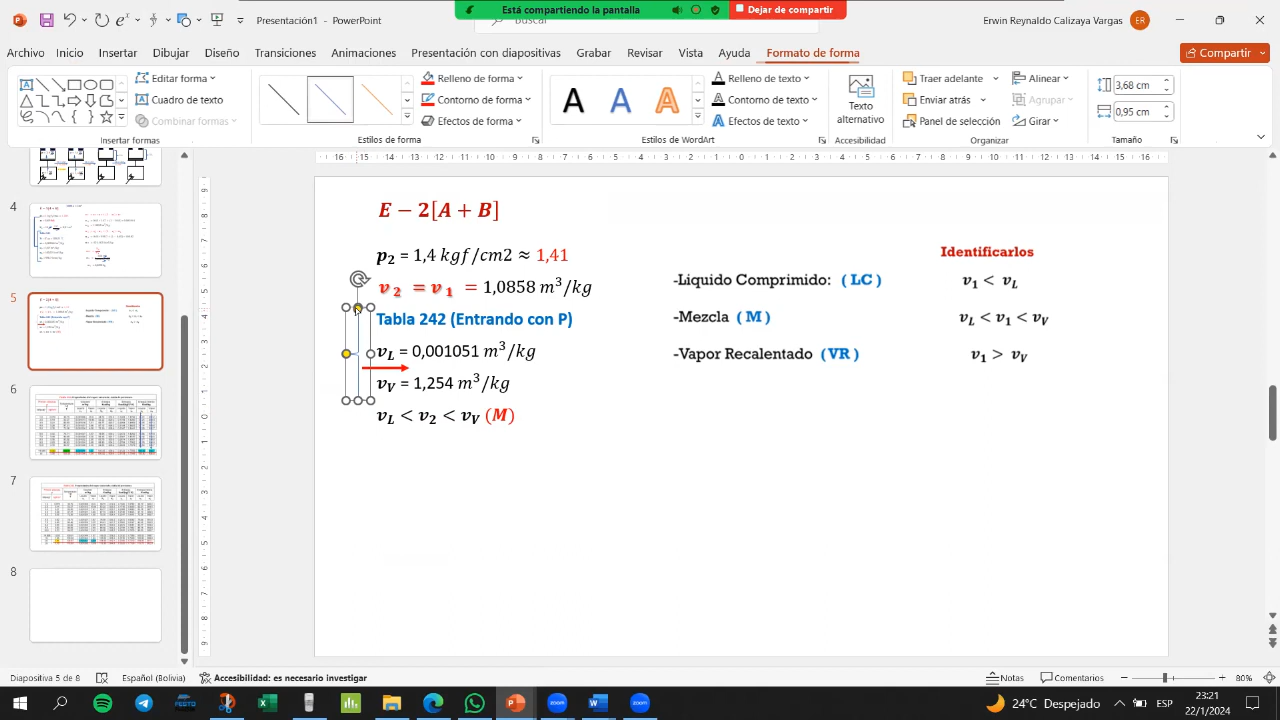 Está compartiendo la pantalla
Dejar de compartir
Presentación1 - PowerPoint
Buscar
Erwin Reynaldo Calizaya Vargas
ER
Archivo Inicio Insertar Dibujar Diseño Transiciones Animaciones Presentación con diapositivas Grabar Revisar Vista Ayuda Formato de forma
Compartir
Editar forma
Cuadro de texto
Combinar formas
Insertar formas
Relleno de forma
Contorno de forma
Efectos de forma
Estilos de forma
A A A
Relleno de texto
Contorno de texto
Efectos de texto
Estilos de WordArt
Texto alternativo
Accesibilidad
Traer adelante
Enviar atrás
Panel de selección
Alinear
Agrupar
Girar
Organizar
3,68 cm
0,95 cm
Tamaño
4
5
6
7
8
E − 2[A + B]
p₂ = 1,4 kgf/cm2 ≈ 1,41
v₂ = v₁ = 1,0858 m³/kg
Tabla 242 (Entrando con P)
v_L = 0,001051 m³/kg
v_V = 1,254 m³/kg
v_L < v₂ < v_V (M)
Identificarlos
-Liquido Comprimido: ( LC ) v₁ < v_L
-Mezcla ( M ) v_L < v₁ < v_V
-Vapor Recalentado ( VR ) v₁ > v_V
Diapositiva 5 de 8
Español (Bolivia)
Accesibilidad: es necesario investigar
Notas
Comentarios
80%
24°C Despejado
ESP
23:21
22/1/2024